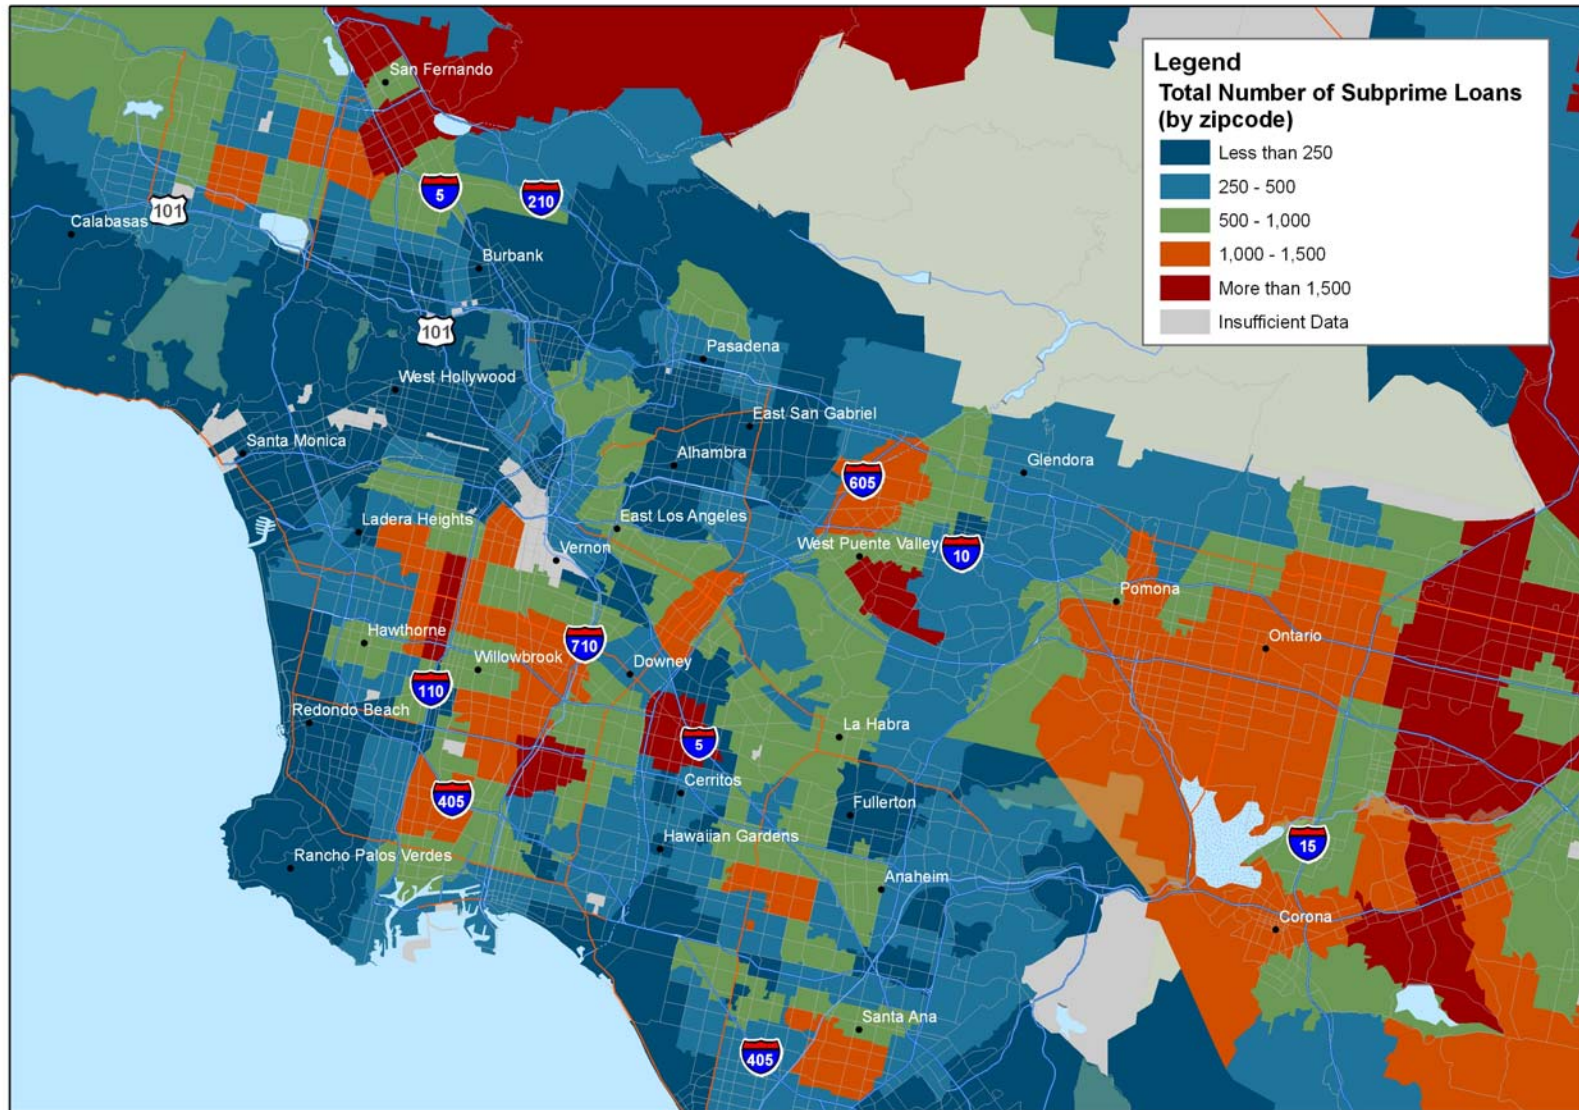 Legend
Total Number of Subprime Loans
(by zipcode)
Less than 250
250 - 500
500 - 1,000
1,000 - 1,500
More than 1,500
Insufficient Data
San Fernando
5
210
101
Calabasas
Burbank
101
Pasadena
West Hollywood
East San Gabriel
Santa Monica
Alhambra
Glendora
605
Ladera Heights
East Los Angeles
Vernon
West Puente Valley
10
Pomona
Hawthorne
710
Ontario
Willowbrook
Downey
110
Redondo Beach
La Habra
5
Cerritos
405
Fullerton
Hawaiian Gardens
15
Rancho Palos Verdes
Anaheim
Corona
Santa Ana
405